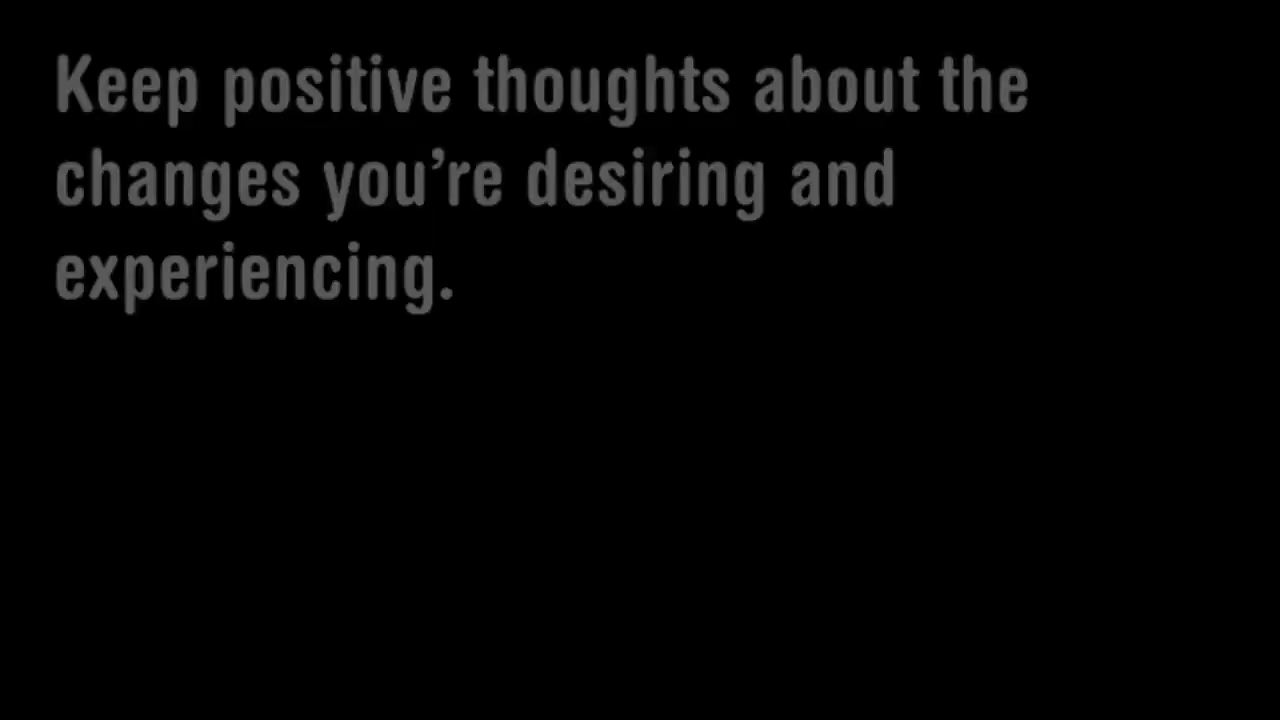 Keep positive thoughts about the
changes you’re desiring and
experiencing.